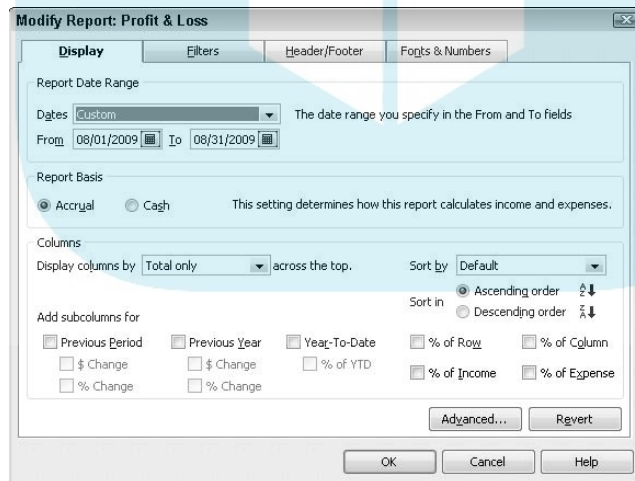 Modify Report: Profit & Loss
Display Filters Header/Footer Fonts & Numbers
Report Date Range
Dates Custom The date range you specify in the From and To fields
From 08/01/2009 To 08/31/2009
Report Basis
Accrual Cash This setting determines how this report calculates income and expenses.
Columns
Display columns by Total only across the top. Sort by Default
Sort in Ascending order A Z
Descending order Z A
Add subcolumns for
Previous Period Previous Year Year-To-Date % of Row % of Column
$ Change $ Change % of YTD
% of Income % of Expense
% Change % Change
Advanced... Revert
OK Cancel Help